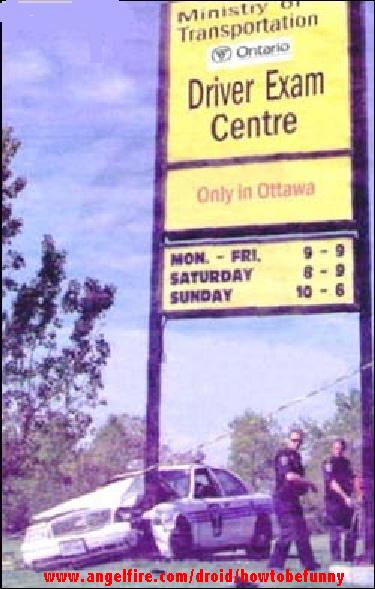 Ministry of
Transportation
Ontario
Driver Exam
Centre
Only in Ottawa
MON. - FRI. 9 - 9
SATURDAY 8 - 9
SUNDAY 10 - 6
www.angelfire.com/droid/howtobefunny